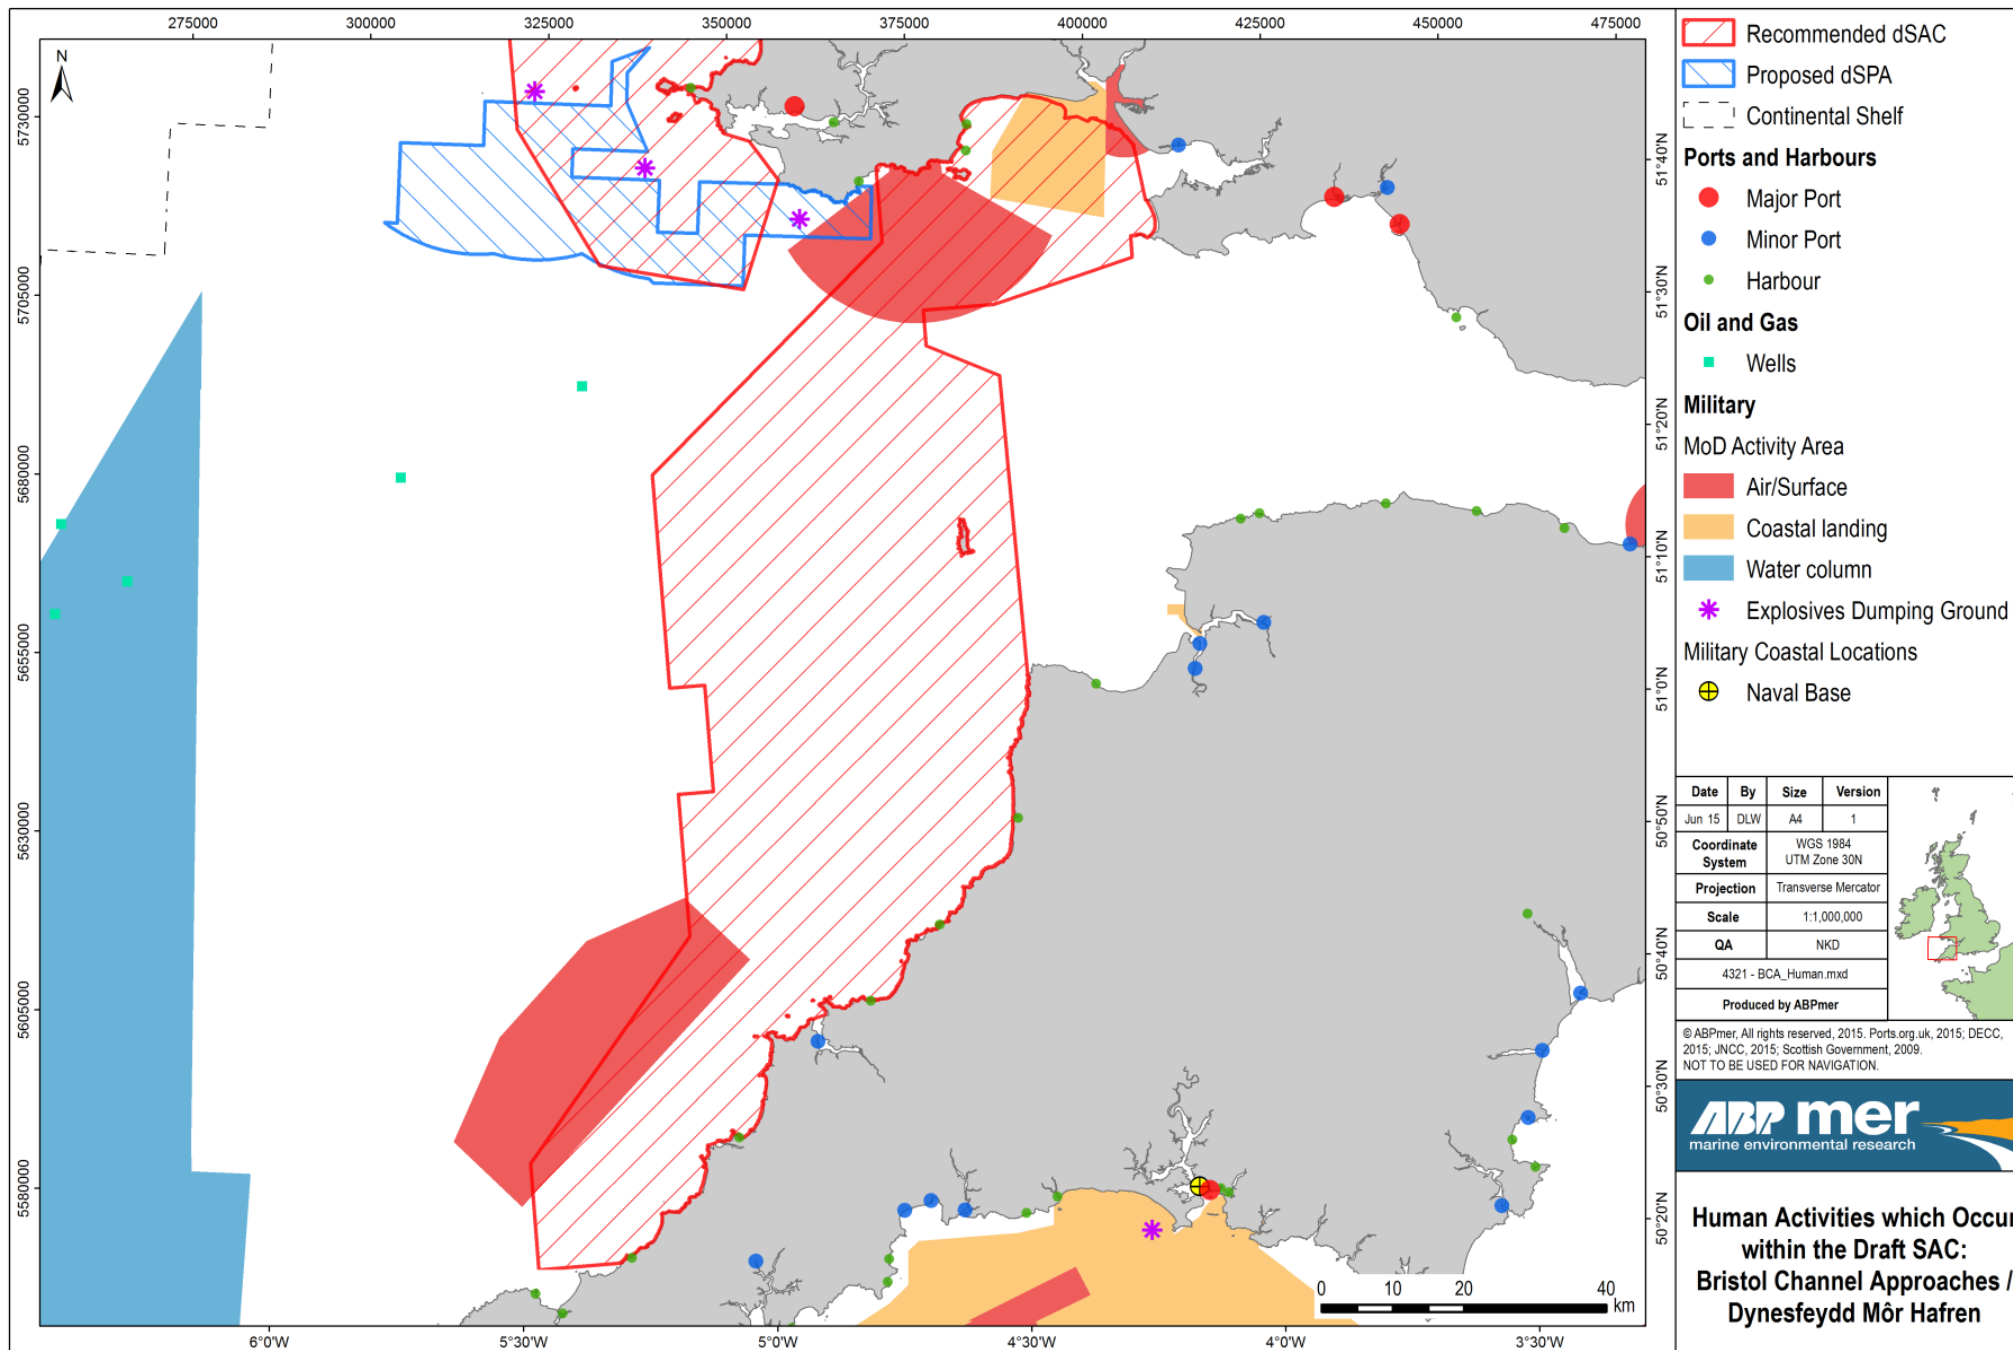 275000 300000 325000 350000 375000 400000 425000 450000 475000
5730000
5705000
5680000
5655000
5630000
5605000
5580000
N
51°40'N
51°30'N
51°20'N
51°10'N
51°0'N
50°50'N
50°40'N
50°30'N
50°20'N
6°0'W 5°30'W 5°0'W 4°30'W 4°0'W 3°30'W
0 10 20 40
km
Recommended dSAC
Proposed dSPA
Continental Shelf
Ports and Harbours
Major Port
Minor Port
Harbour
Oil and Gas
Wells
Military
MoD Activity Area
Air/Surface
Coastal landing
Water column
Explosives Dumping Ground
Military Coastal Locations
Naval Base
Date By Size Version
Jun 15 DLW A4 1
Coordinate System WGS 1984 UTM Zone 30N
Projection Transverse Mercator
Scale 1:1,000,000
QA NKD
4321 - BCA_Human.mxd
Produced by ABPmer
© ABPmer, All rights reserved, 2015. Ports.org.uk, 2015; DECC,
2015; JNCC, 2015; Scottish Government, 2009.
NOT TO BE USED FOR NAVIGATION.
ABP mer
marine environmental research
Human Activities which Occur
within the Draft SAC:
Bristol Channel Approaches /
Dynesfeydd Môr Hafren